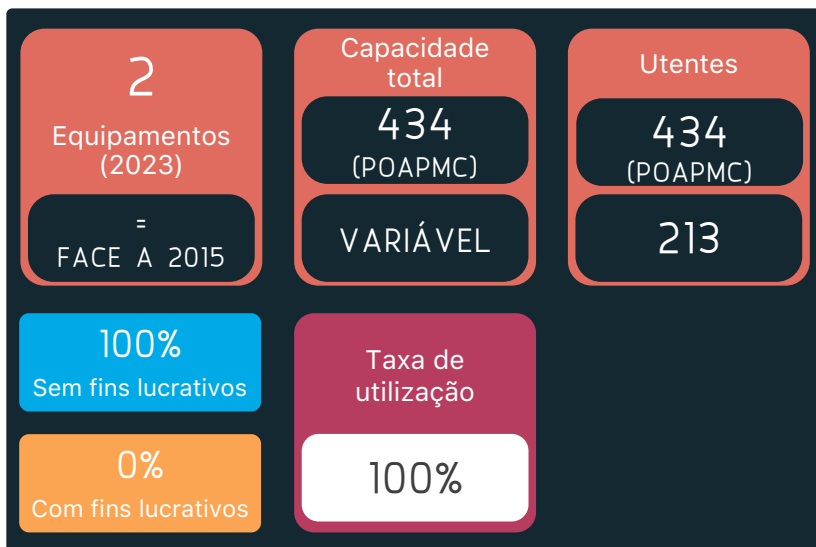 2
Equipamentos
(2023)
=
FACE A 2015
Capacidade
total
434
(POAPMC)
VARIÁVEL
Utentes
434
(POAPMC)
213
100%
Sem fins lucrativos
0%
Com fins lucrativos
Taxa de
utilização
100%